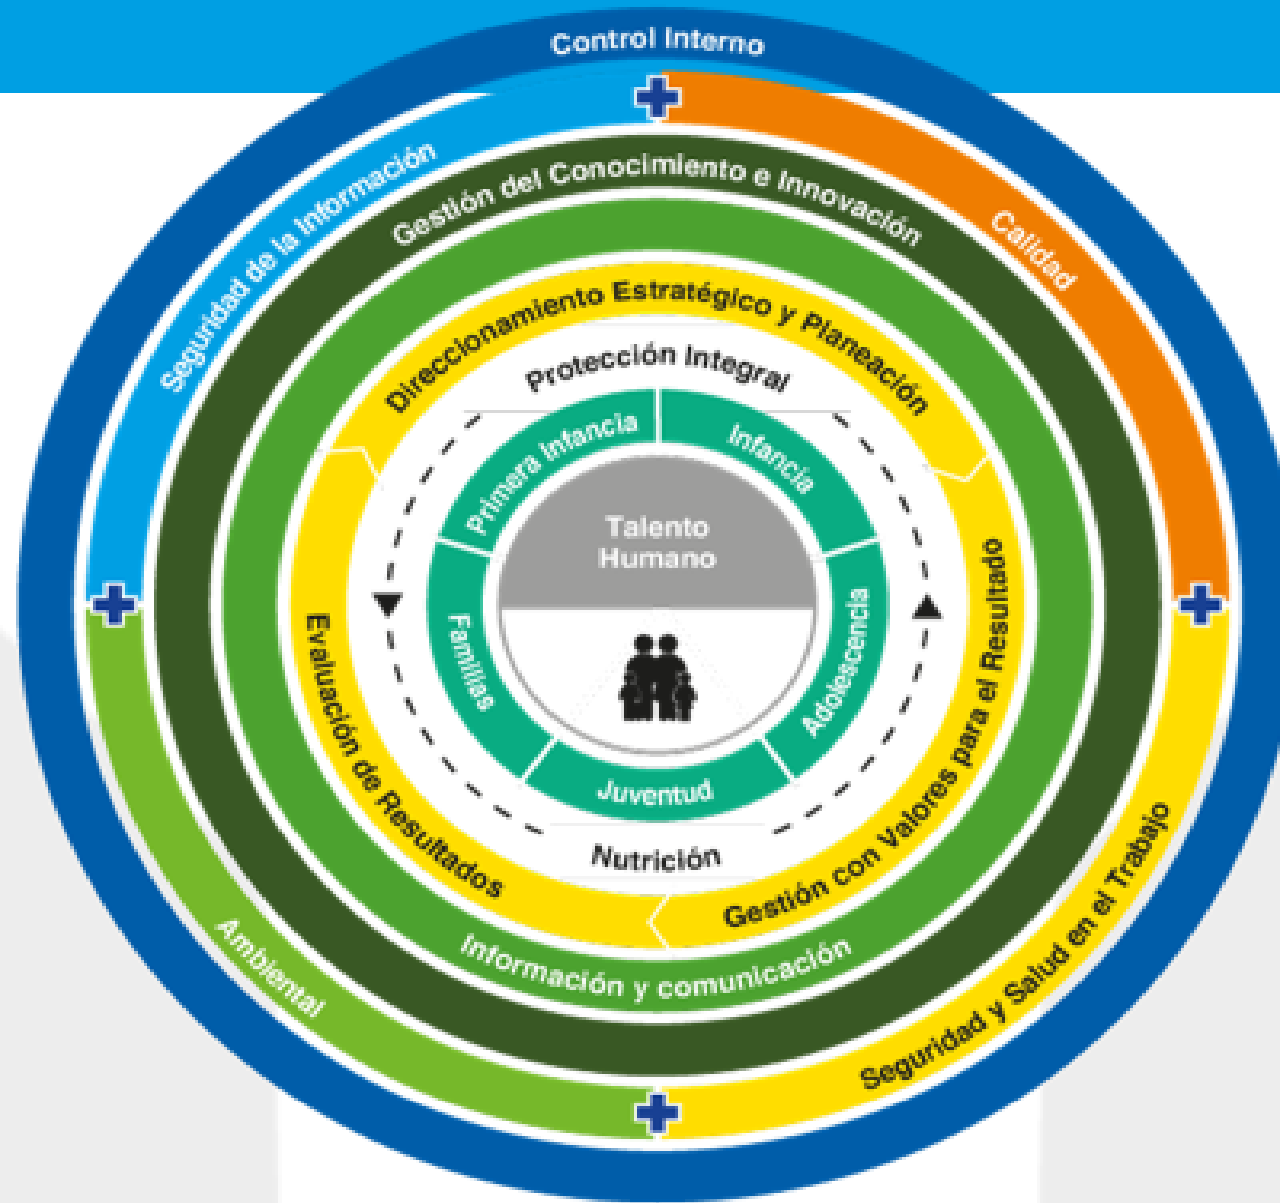 Control Interno
Seguridad de la Información
Calidad
Gestión del Conocimiento e Innovación
Direccionamiento Estratégico y Planeación
Protección Integral
Primera Infancia
Infancia
Talento
Humano
Familias
Adolescencia
Juventud
Evaluación de Resultados
Gestión con Valores para el Resultado
Nutrición
Información y comunicación
Ambiental
Seguridad y Salud en el Trabajo